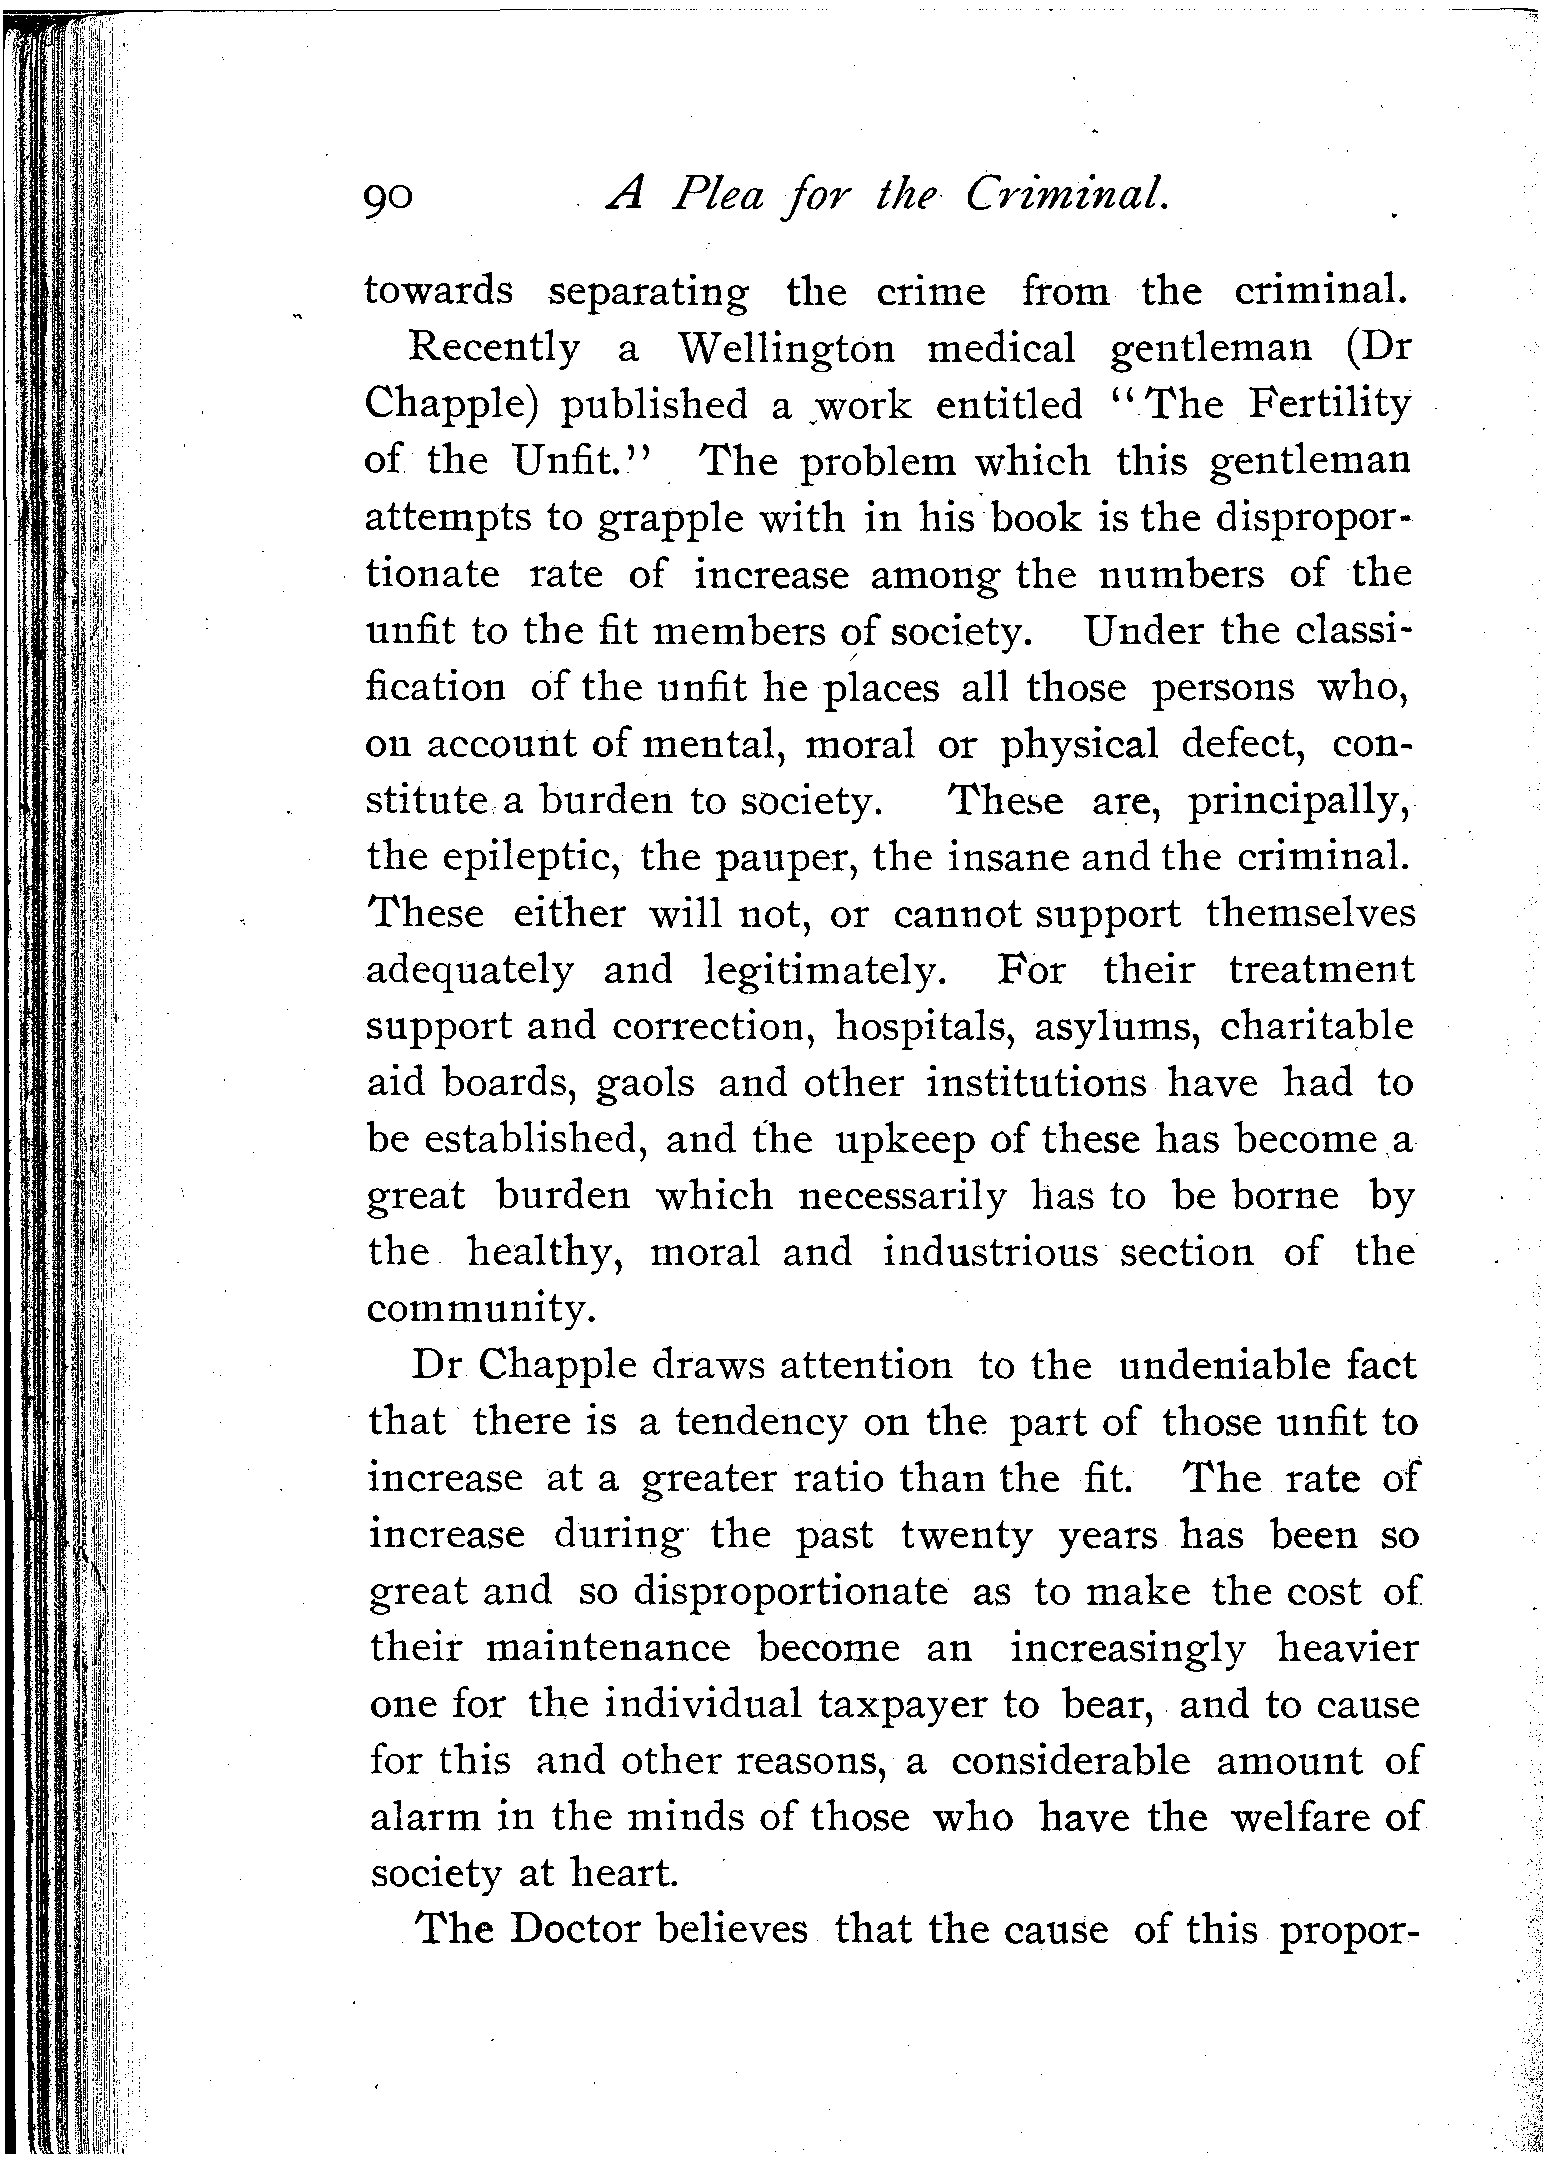 90 A Plea for the Criminal.
towards separating the crime from the criminal.
Recently a Wellington medical gentleman (Dr
Chapple) published a work entitled "The Fertility
of the Unfit." The problem which this gentleman
attempts to grapple with in his book is the dispropor-
tionate rate of increase among the numbers of the
unfit to the fit members of society. Under the classi-
fication of the unfit he places all those persons who,
on account of mental, moral or physical defect, con-
stitute a burden to society. These are, principally,
the epileptic, the pauper, the insane and the criminal.
These either will not, or cannot support themselves
adequately and legitimately. For their treatment
support and correction, hospitals, asylums, charitable
aid boards, gaols and other institutions have had to
be established, and the upkeep of these has become a
great burden which necessarily has to be borne by
the healthy, moral and industrious section of the
community.
Dr Chapple draws attention to the undeniable fact
that there is a tendency on the part of those unfit to
increase at a greater ratio than the fit. The rate of
increase during the past twenty years has been so
great and so disproportionate as to make the cost of
their maintenance become an increasingly heavier
one for the individual taxpayer to bear, and to cause
for this and other reasons, a considerable amount of
alarm in the minds of those who have the welfare of
society at heart.
The Doctor believes that the cause of this propor-